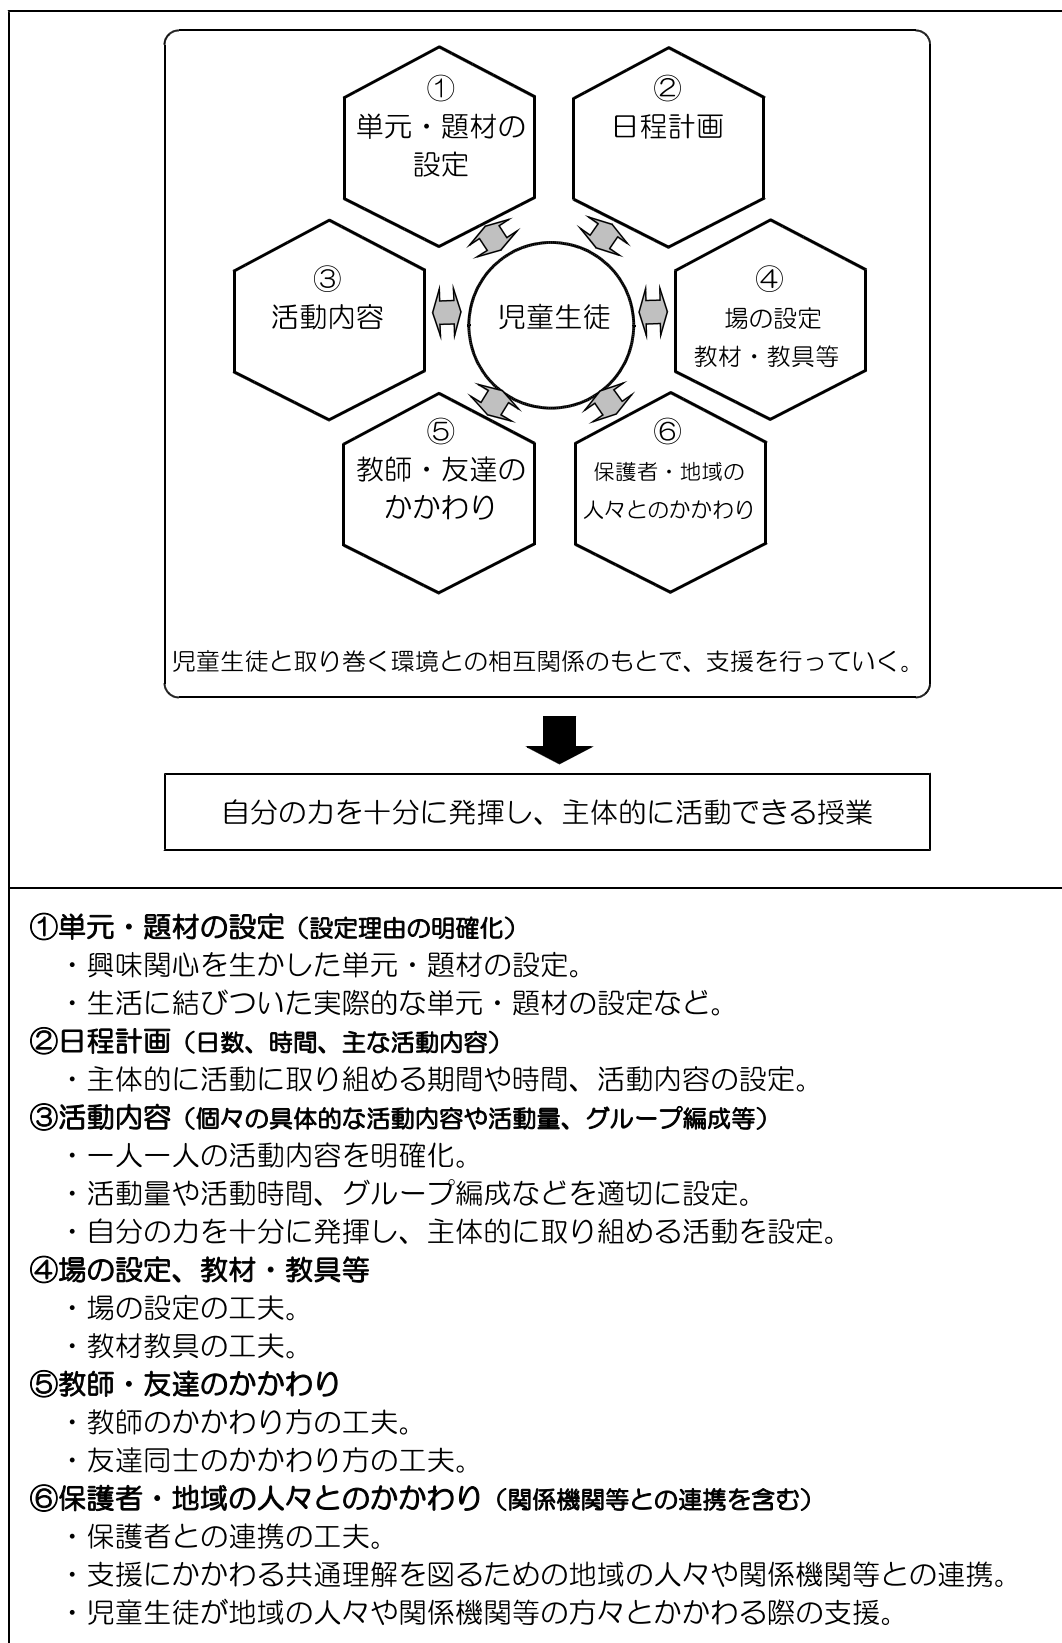 ①
単元・題材の
設定
②
日程計画
③
活動内容
児童生徒
④
場の設定
教材・教具等
⑤
教師・友達の
かかわり
⑥
保護者・地域の
人々とのかかわり
児童生徒と取り巻く環境との相互関係のもとで、支援を行っていく。
自分の力を十分に発揮し、主体的に活動できる授業
①単元・題材の設定（設定理由の明確化）
・興味関心を生かした単元・題材の設定。
・生活に結びついた実際的な単元・題材の設定など。
②日程計画（日数、時間、主な活動内容）
・主体的に活動に取り組める期間や時間、活動内容の設定。
③活動内容（個々の具体的な活動内容や活動量、グループ編成等）
・一人一人の活動内容を明確化。
・活動量や活動時間、グループ編成などを適切に設定。
・自分の力を十分に発揮し、主体的に取り組める活動を設定。
④場の設定、教材・教具等
・場の設定の工夫。
・教材教具の工夫。
⑤教師・友達のかかわり
・教師のかかわり方の工夫。
・友達同士のかかわり方の工夫。
⑥保護者・地域の人々とのかかわり（関係機関等との連携を含む）
・保護者との連携の工夫。
・支援にかかわる共通理解を図るための地域の人々や関係機関等との連携。
・児童生徒が地域の人々や関係機関等の方々とかかわる際の支援。